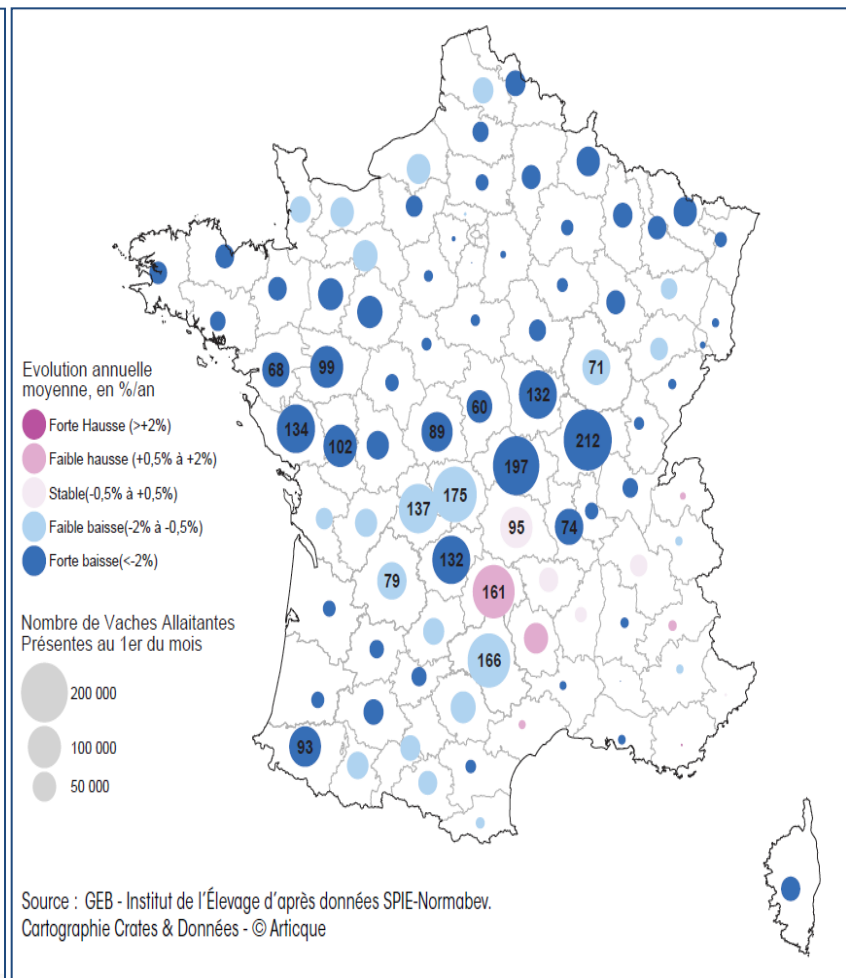 71
68
99
132
60
134
102
89
212
197
175
137
95
74
132
79
161
166
93
Evolution annuelle
moyenne, en %/an
Forte Hausse (>+2%)
Faible hausse (+0,5% à +2%)
Stable(-0,5% à +0,5%)
Faible baisse(-2% à -0,5%)
Forte baisse(<-2%)
Nombre de Vaches Allaitantes
Présentes au 1er du mois
200 000
100 000
50 000
Source : GEB - Institut de l'Élevage d'après données SPIE-Normabev.
Cartographie Crates & Données - © Articque